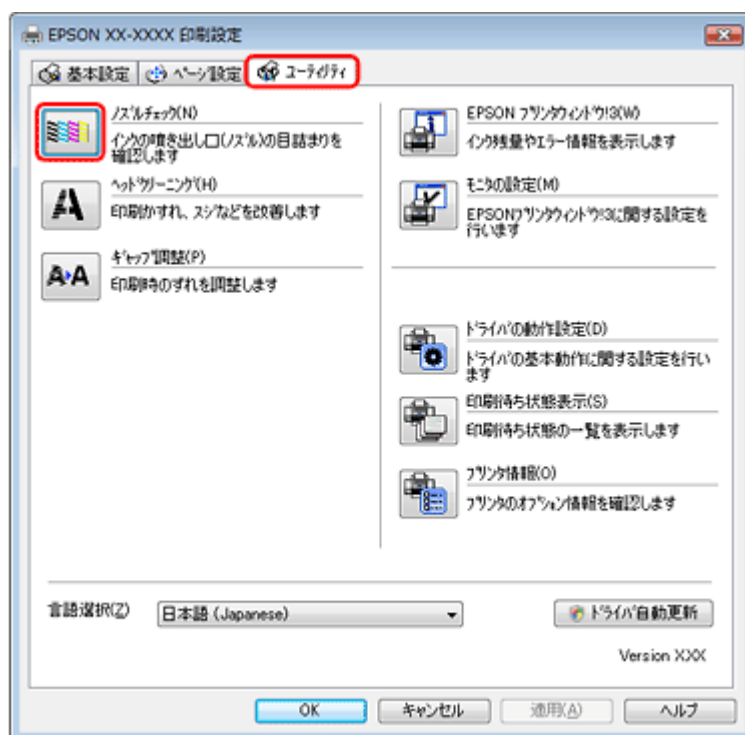 EPSON XX-XXXX 印刷設定
基本設定 ページ設定 ユーティリティ
ノズルチェック(N)
インクの噴き出し口(ノズル)の目詰まりを
確認します
ヘッドクリーニング(H)
印刷かすれ、スジなどを改善します
ギャップ調整(P)
印刷時のずれを調整します
EPSON プリンタウィンドウ!3(W)
インク残量やエラー情報を表示します
モニタの設定(M)
EPSONプリンタウィンドウ!3に関する設定を
行います
ドライバの動作設定(D)
ドライバの基本動作に関する設定を行い
ます
印刷待ち状態表示(S)
印刷待ち状態の一覧を表示します
プリンタ情報(O)
プリンタのオプション情報を確認します
言語選択(Z) 日本語 (Japanese) ドライバ自動更新
Version XXX
OK キャンセル 適用(A) ヘルプ